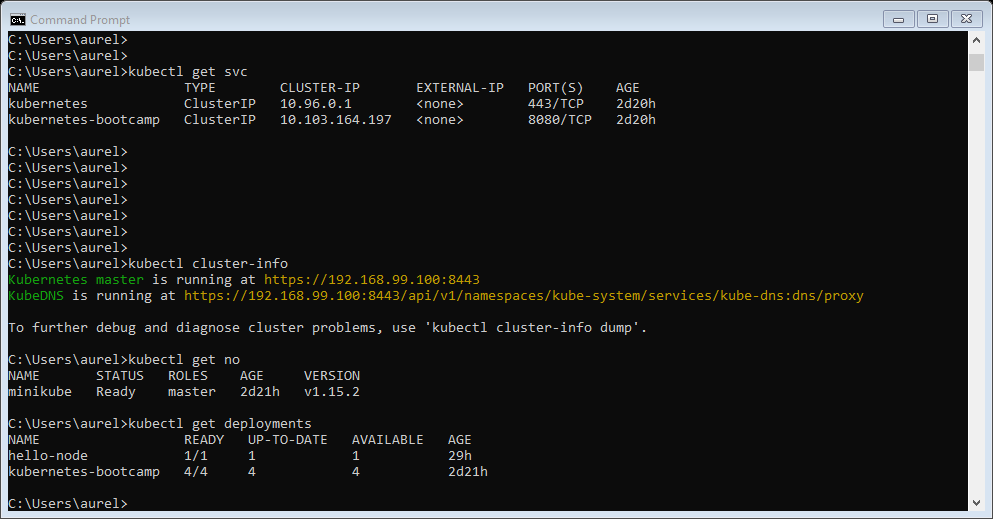 Command Prompt
C:\Users\aurel>
C:\Users\aurel>
C:\Users\aurel>kubectl get svc
NAME                  TYPE        CLUSTER-IP       EXTERNAL-IP   PORT(S)    AGE
kubernetes            ClusterIP   10.96.0.1        <none>        443/TCP    2d20h
kubernetes-bootcamp   ClusterIP   10.103.164.197   <none>        8080/TCP   2d20h
C:\Users\aurel>
C:\Users\aurel>
C:\Users\aurel>
C:\Users\aurel>
C:\Users\aurel>
C:\Users\aurel>
C:\Users\aurel>
C:\Users\aurel>kubectl cluster-info
Kubernetes master is running at https://192.168.99.100:8443
KubeDNS is running at https://192.168.99.100:8443/api/v1/namespaces/kube-system/services/kube-dns:dns/proxy
To further debug and diagnose cluster problems, use 'kubectl cluster-info dump'.
C:\Users\aurel>kubectl get no
NAME       STATUS   ROLES    AGE     VERSION
minikube   Ready    master   2d21h   v1.15.2
C:\Users\aurel>kubectl get deployments
NAME                  READY   UP-TO-DATE   AVAILABLE   AGE
hello-node            1/1     1            1           29h
kubernetes-bootcamp   4/4     4            4           2d21h
C:\Users\aurel>